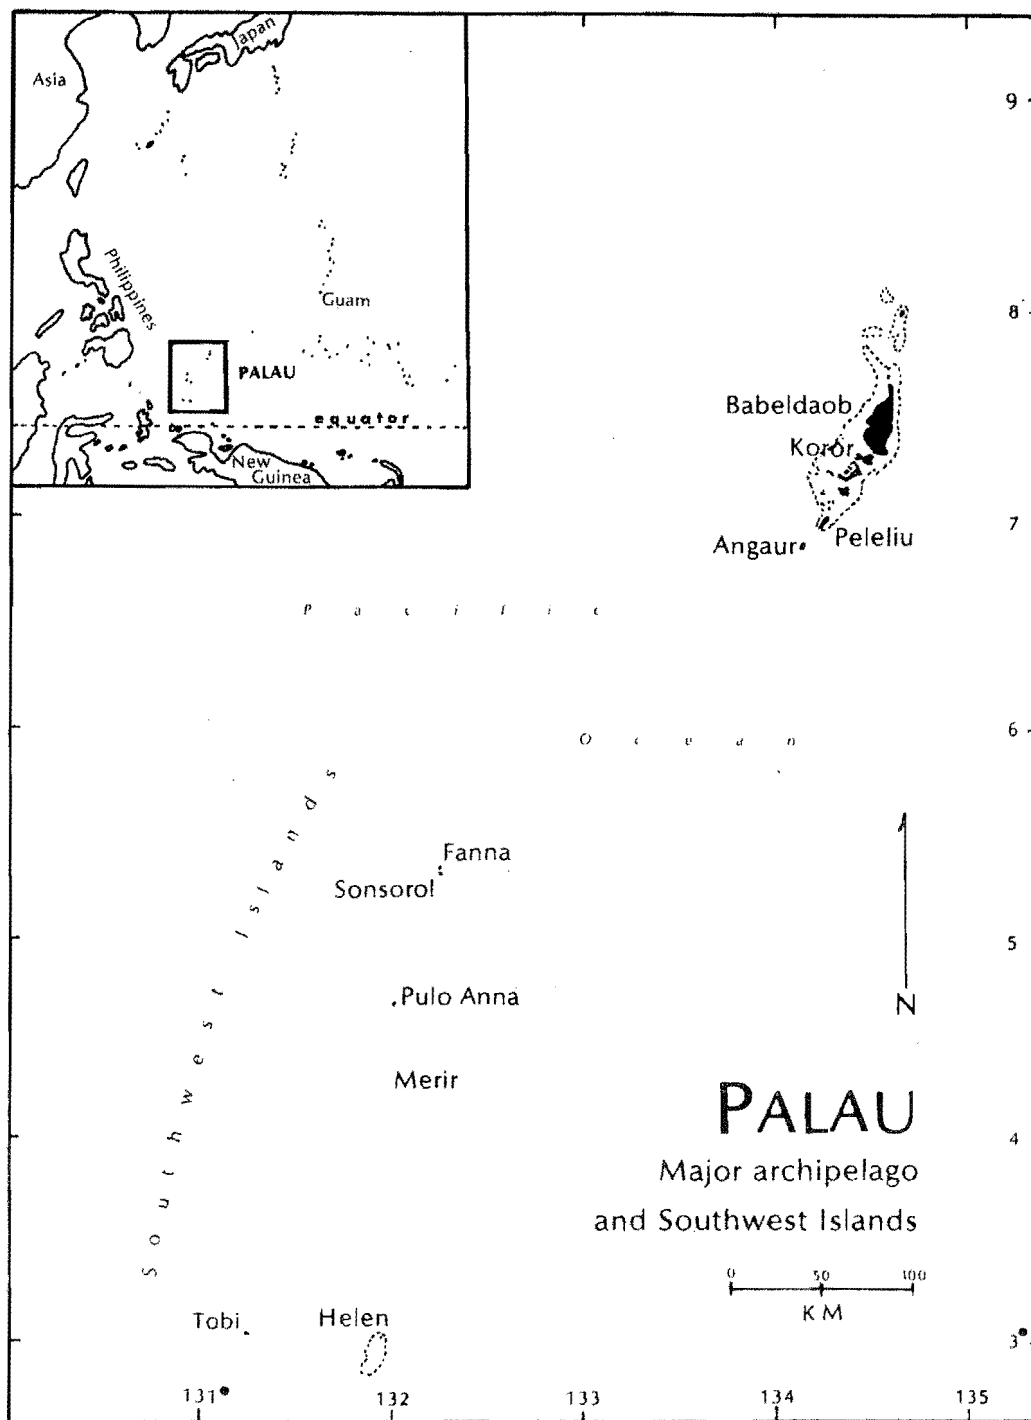 Japan
Asia
Philippines
Guam
PALAU
equator
New
Guinea
9
8
Babeldaob
Koror
7
Angaur
Peleliu
Pacific
6
Ocean
Southwest Islands
Fanna
Sonsorol
5
Pulo Anna
N
Merir
PALAU
4
Major archipelago
and Southwest Islands
0 50 100
KM
Tobi
Helen
3°
131° 132 133 134 135